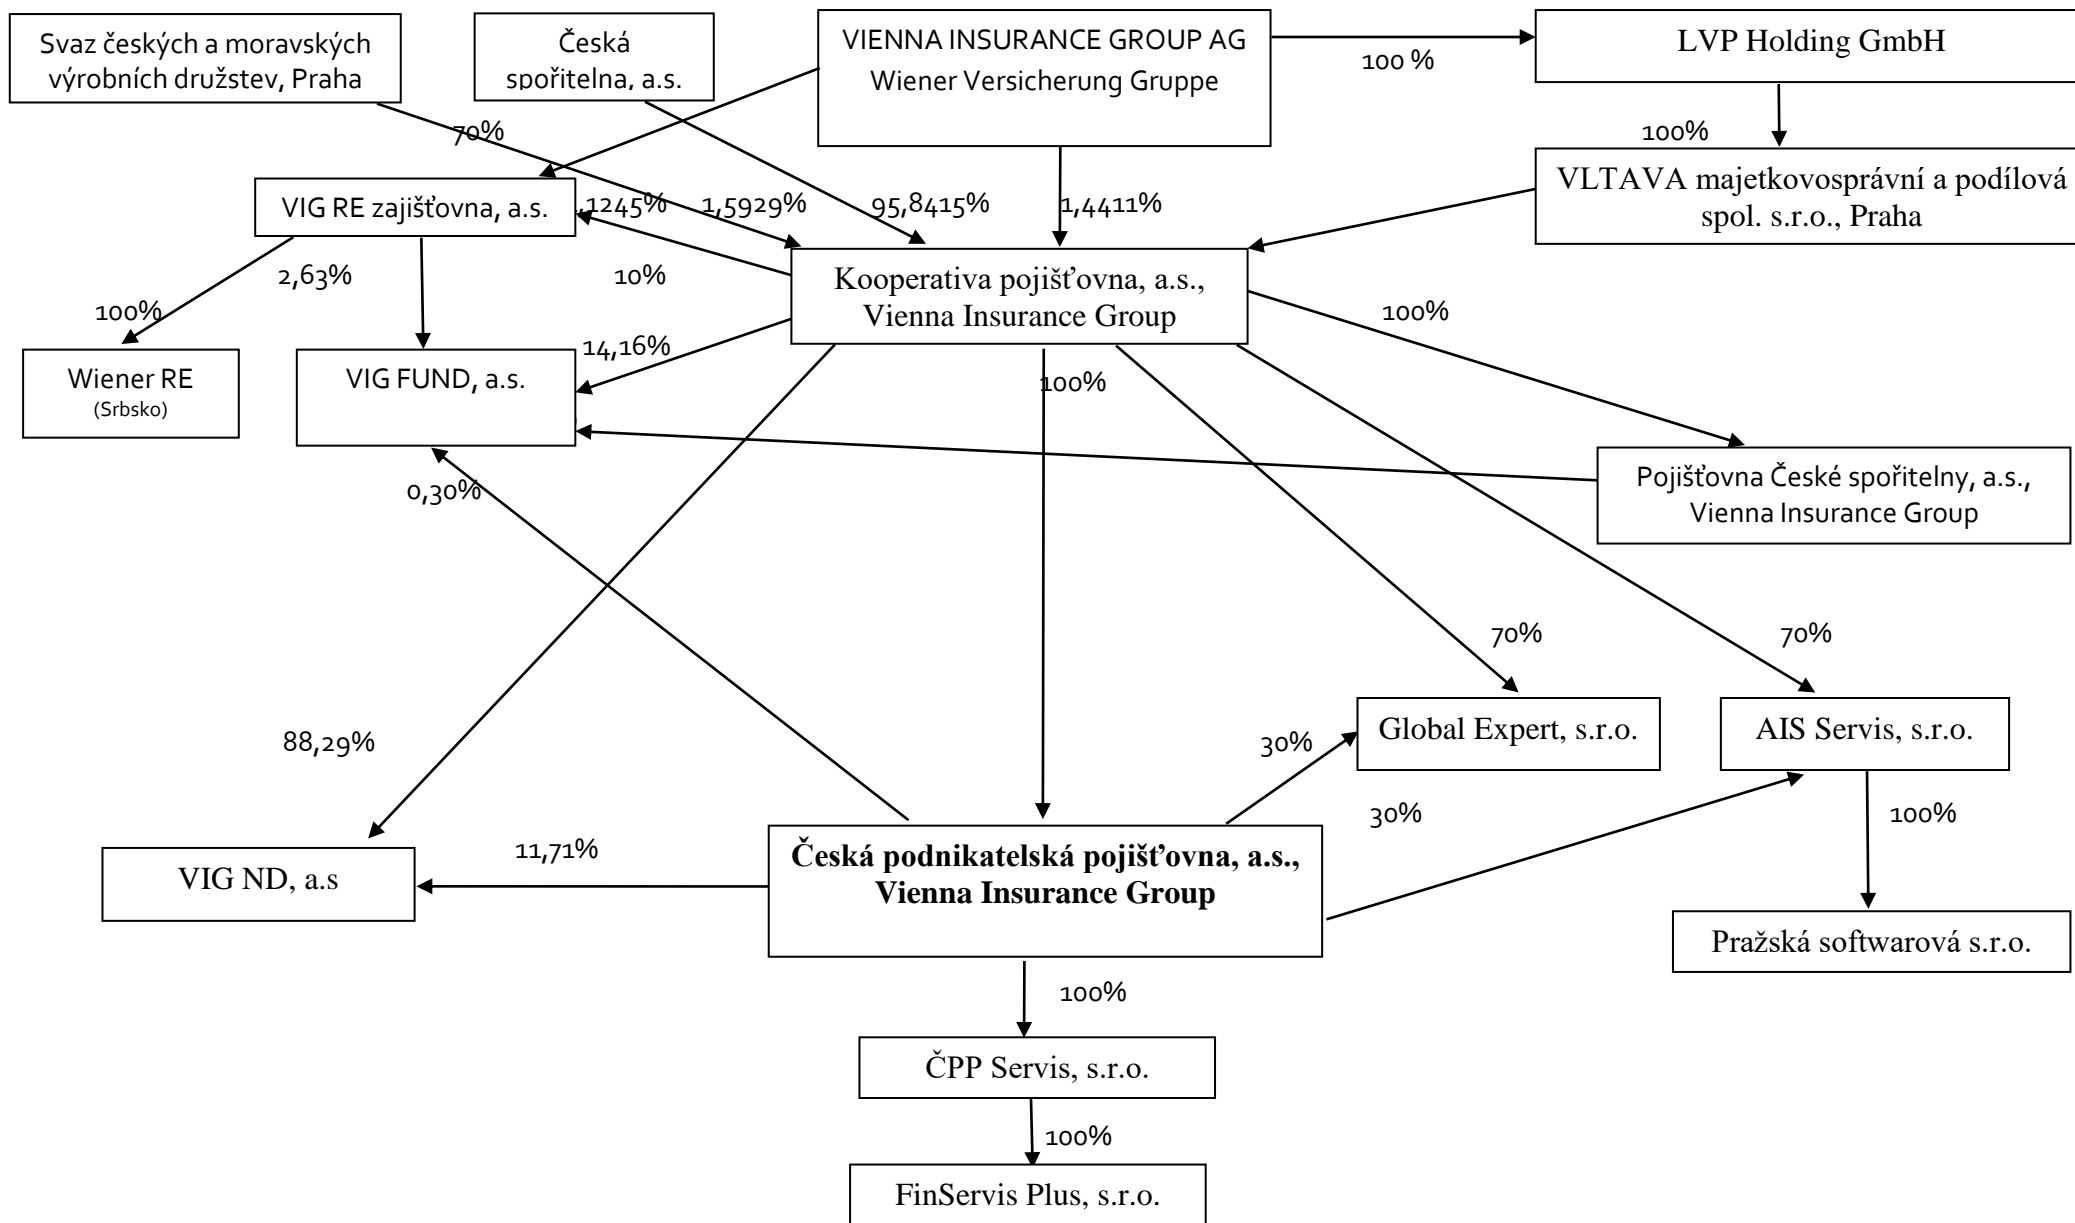 Svaz českých a moravských
výrobních družstev, Praha
Česká
spořitelna, a.s.
VIENNA INSURANCE GROUP AG
Wiener Versicherung Gruppe
100 %
LVP Holding GmbH
70%
100%
VIG RE zajišťovna, a.s.
,1245%
1,5929%
95,8415%
1,4411%
VLTAVA majetkovosprávní a podílová
spol. s.r.o., Praha
2,63%
10%
100%
Kooperativa pojišťovna, a.s.,
Vienna Insurance Group
100%
Wiener RE
(Srbsko)
VIG FUND, a.s.
14,16%
100%
0,30%
Pojišťovna České spořitelny, a.s.,
Vienna Insurance Group
70%
70%
88,29%
30%
Global Expert, s.r.o.
AIS Servis, s.r.o.
30%
100%
VIG ND, a.s
11,71%
Česká podnikatelská pojišťovna, a.s.,
Vienna Insurance Group
Pražská softwarová s.r.o.
100%
ČPP Servis, s.r.o.
100%
FinServis Plus, s.r.o.